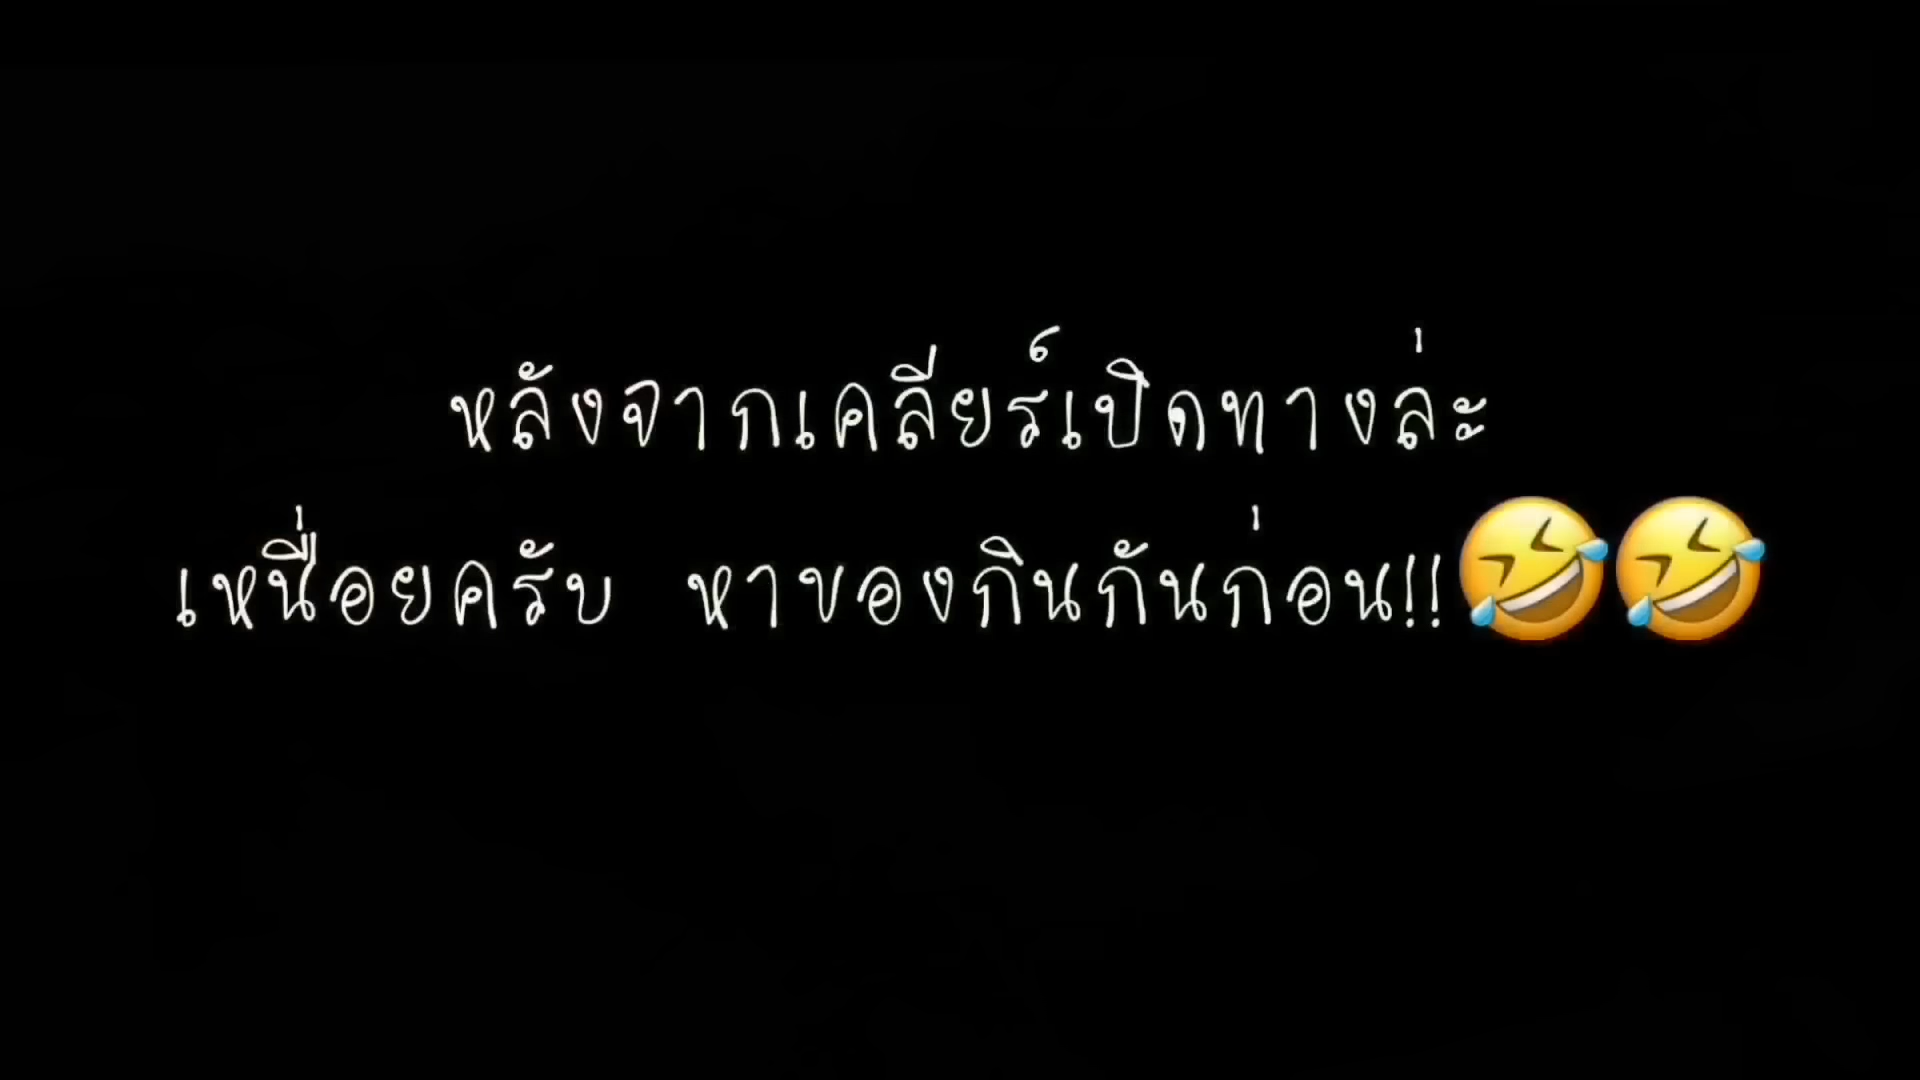 หลังจากเคลียร์เปิดทางล่ะ
เหนื่อยครับ หาของกินกันก่อน!!🤣🤣